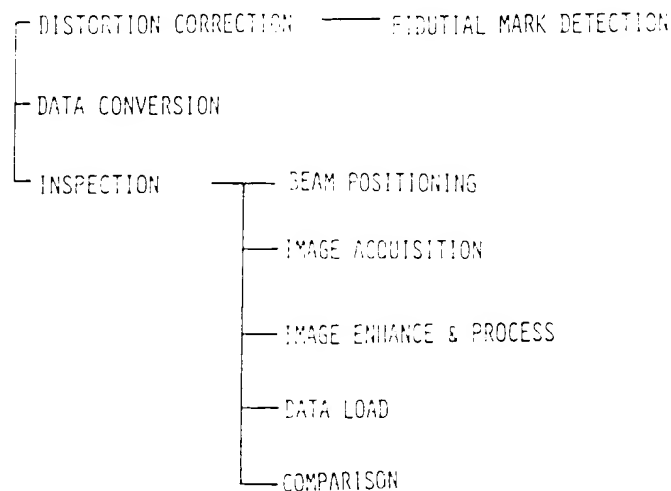 DISTORTION CORRECTION FIDUTIAL MARK DETECTION
DATA CONVERSION
INSPECTION BEAM POSITIONING
IMAGE ACQUISITION
IMAGE ENHANCE & PROCESS
DATA LOAD
COMPARISON